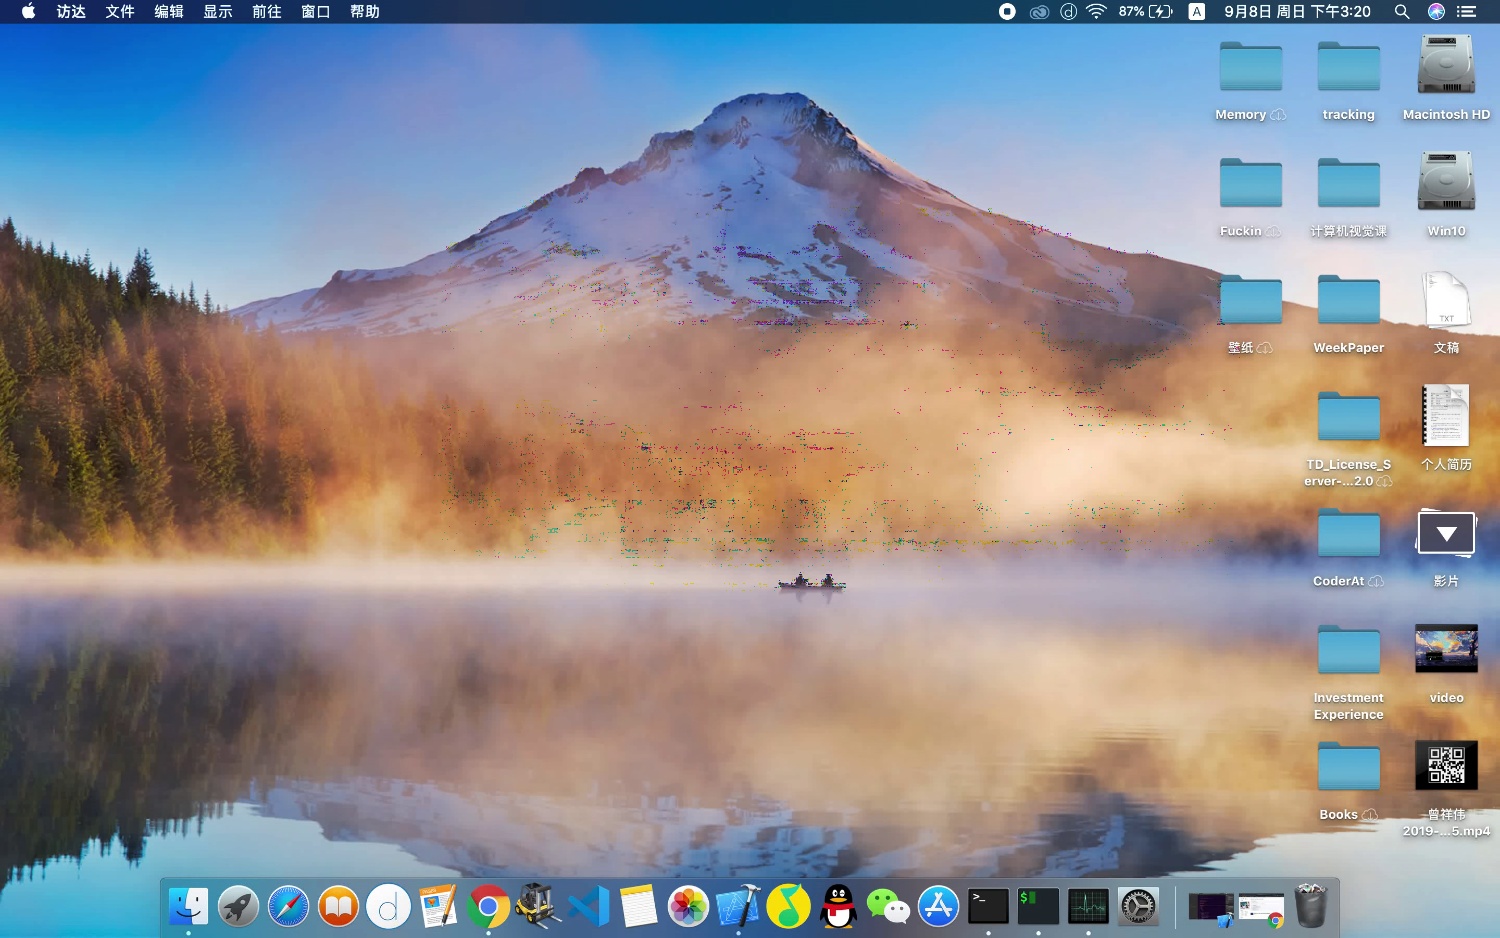 访达 文件 编辑 显示 前往 窗口 帮助 87% A 9月8日 周日 下午3:20
Memory tracking Macintosh HD
Fuckin 计算机视觉课 Win10
TXT
壁纸 WeekPaper 文稿
TD_License_S
erver-...2.0
个人简历
CoderAt 影片
Investment
Experience
video
Books
曾祥伟
2019-...5.mp4